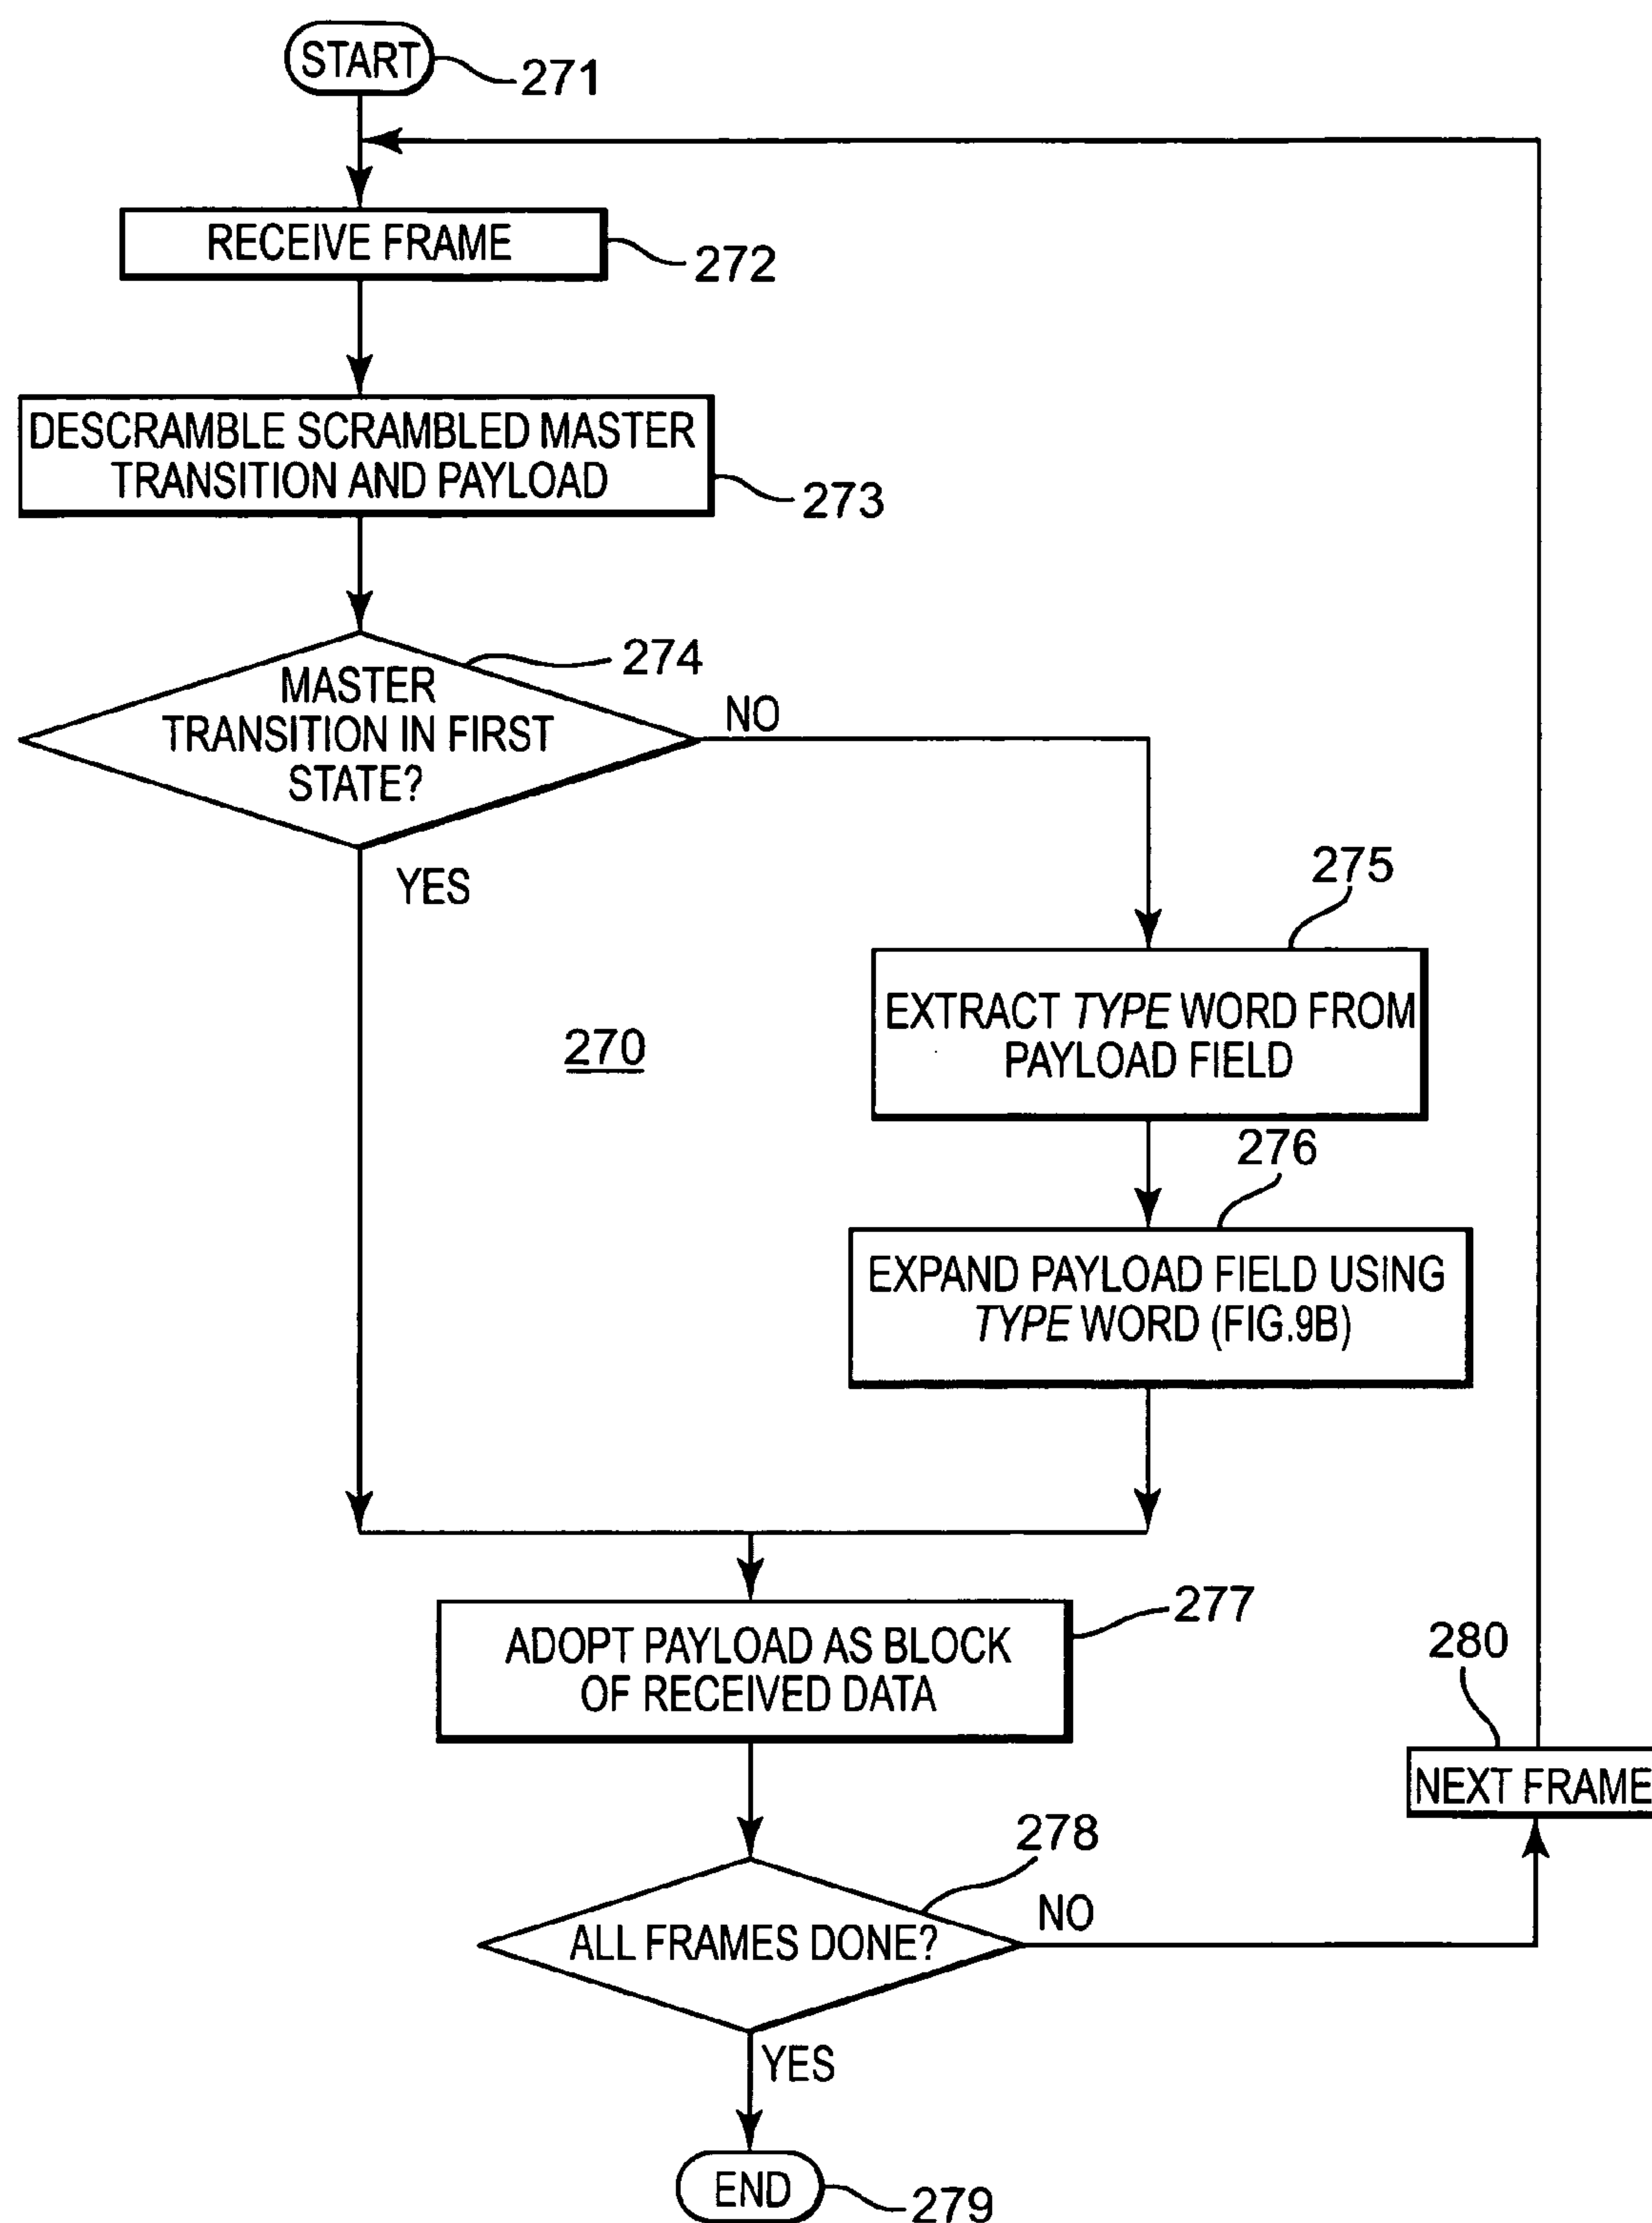 START
271
RECEIVE FRAME
272
DESCRAMBLE SCRAMBLED MASTER
TRANSITION AND PAYLOAD
273
274
MASTER
TRANSITION IN FIRST
STATE?
NO
YES
275
EXTRACT TYPE WORD FROM
PAYLOAD FIELD
270
276
EXPAND PAYLOAD FIELD USING
TYPE WORD (FIG.9B)
277
ADOPT PAYLOAD AS BLOCK
OF RECEIVED DATA
280
NEXT FRAME
278
ALL FRAMES DONE?
NO
YES
END
279